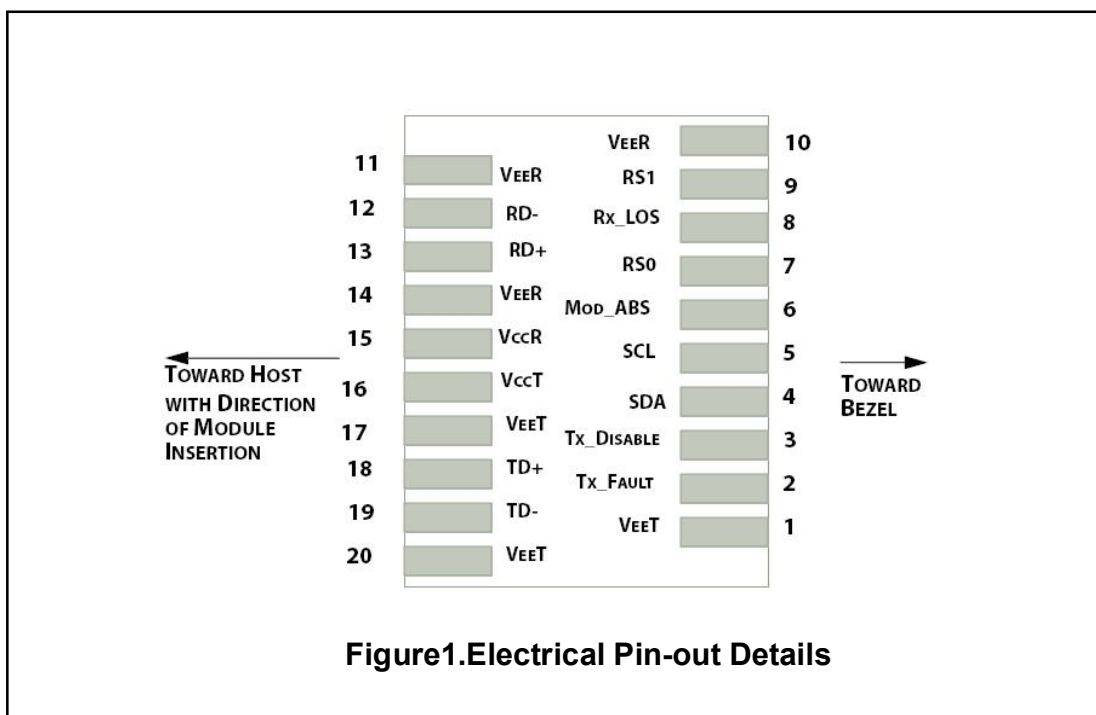 VEER 10
11 VEER
RS1 9
12 RD-
RX_LOS 8
13 RD+
RS0 7
14 VEER
MOD_ABS 6
15 VCCR
SCL 5
TOWARD HOST
WITH DIRECTION
OF MODULE
INSERTION
TOWARD
BEZEL
16 VCCT
SDA 4
17 VEET
TX_DISABLE 3
18 TD+
TX_FAULT 2
19 TD-
VEET 1
20 VEET
Figure1.Electrical Pin-out Details